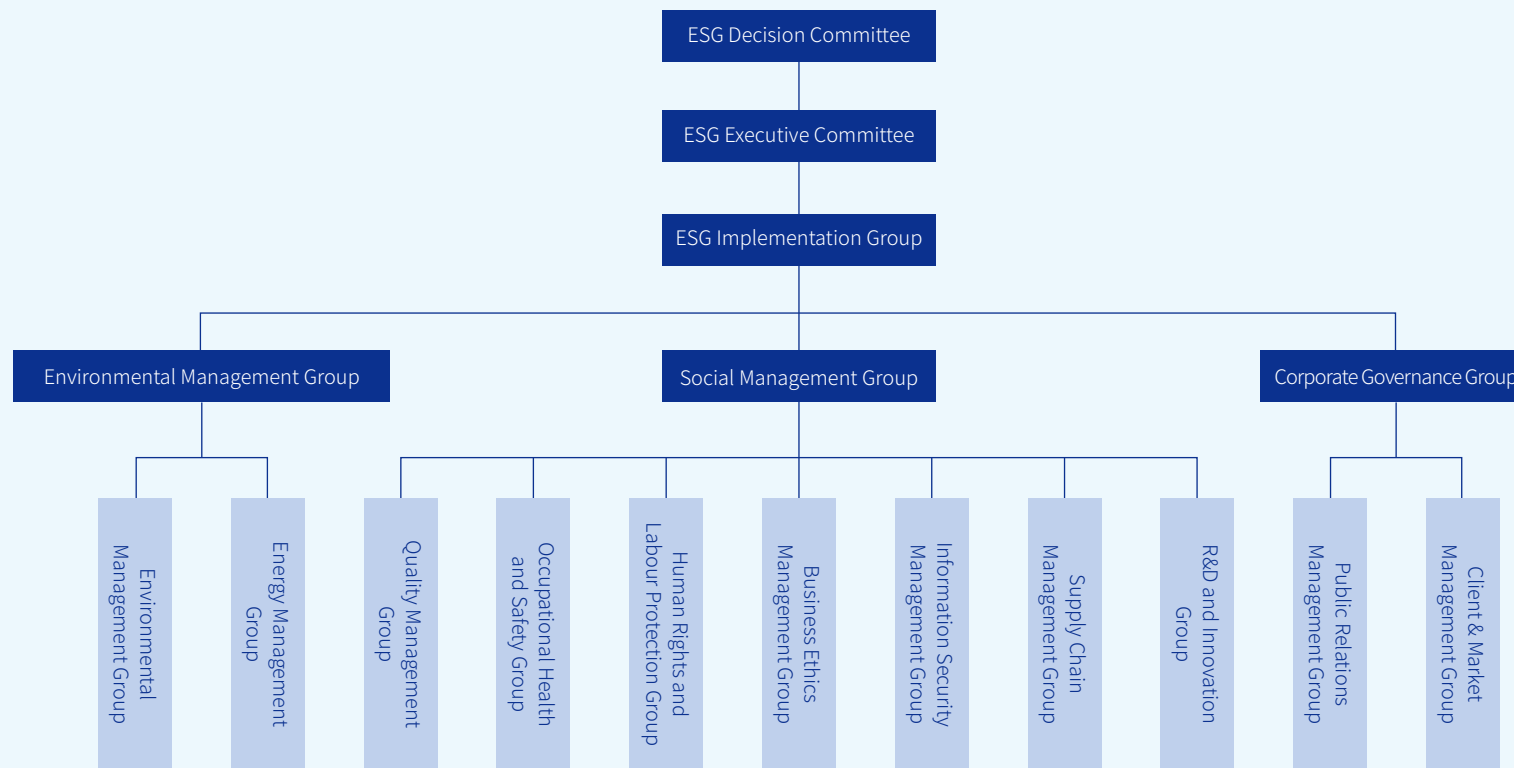 ESG Decision Committee
ESG Executive Committee
ESG Implementation Group
Environmental Management Group
Social Management Group
Corporate Governance Group
Environmental
Management Group
Energy Management
Group
Quality Management
Group
Occupational Health
and Safety Group
Human Rights and
Labour Protection Group
Business Ethics
Management Group
Information Security
Management Group
Supply Chain
Management Group
R&D and Innovation
Group
Public Relations
Management Group
Client & Market
Management Group